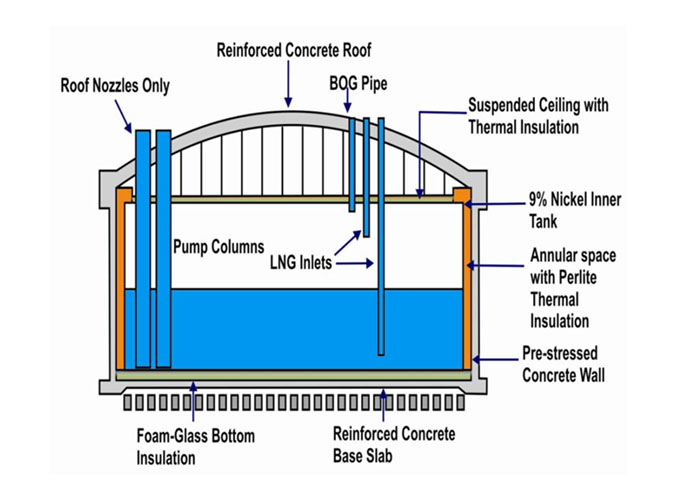 Reinforced Concrete Roof
Roof Nozzles Only
BOG Pipe
Suspended Ceiling with
Thermal Insulation
9% Nickel Inner
Tank
Pump Columns
LNG Inlets
Annular space
with Perlite
Thermal
Insulation
Pre-stressed
Concrete Wall
Foam-Glass Bottom
Insulation
Reinforced Concrete
Base Slab